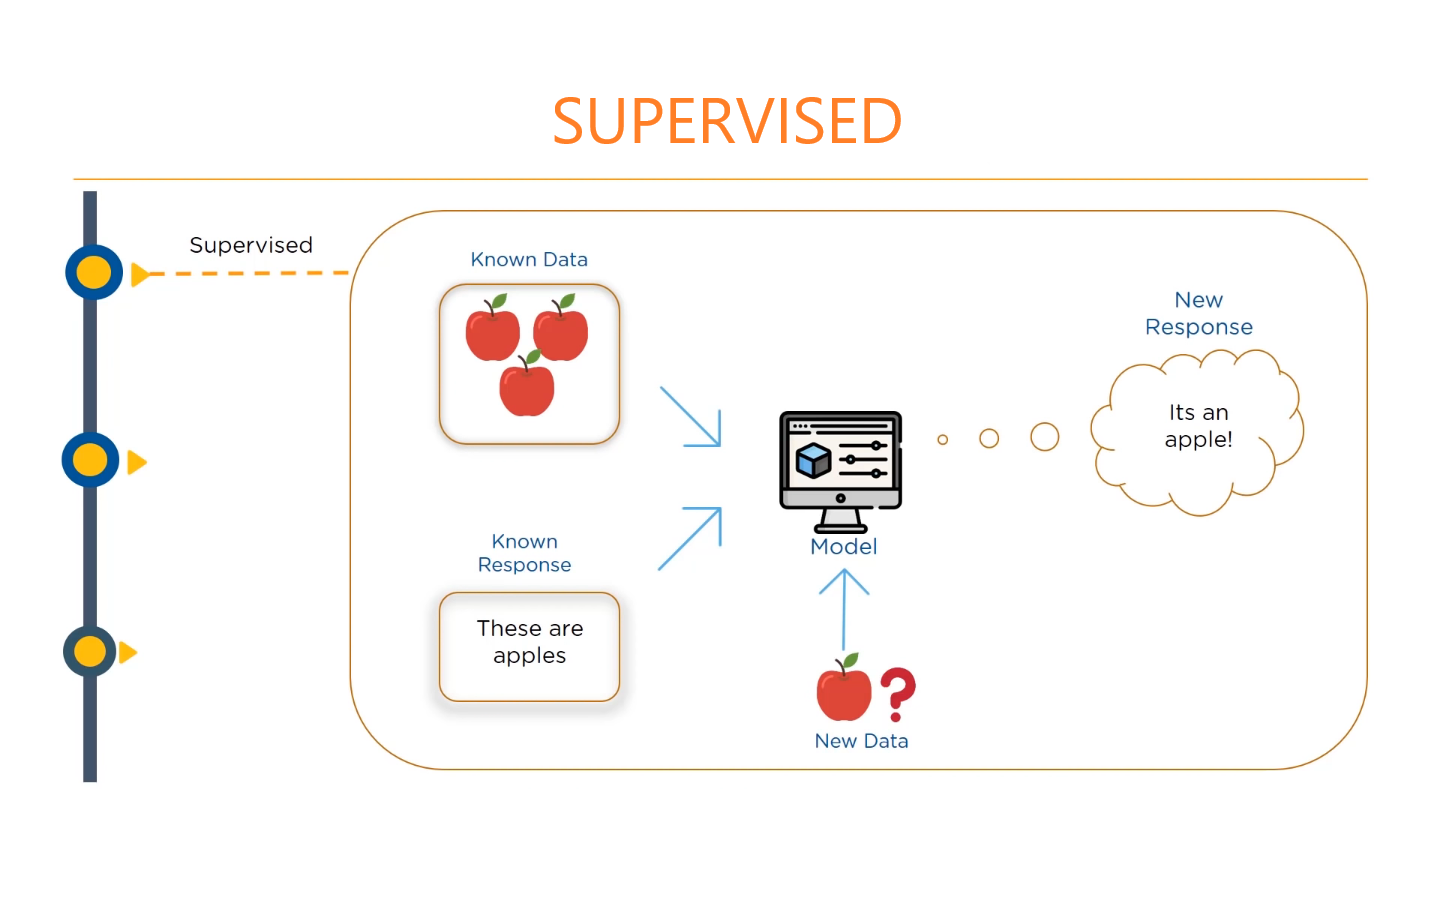 SUPERVISED
Supervised
Known Data
Known
Response
These are
apples
Model
New Data
New
Response
Its an
apple!